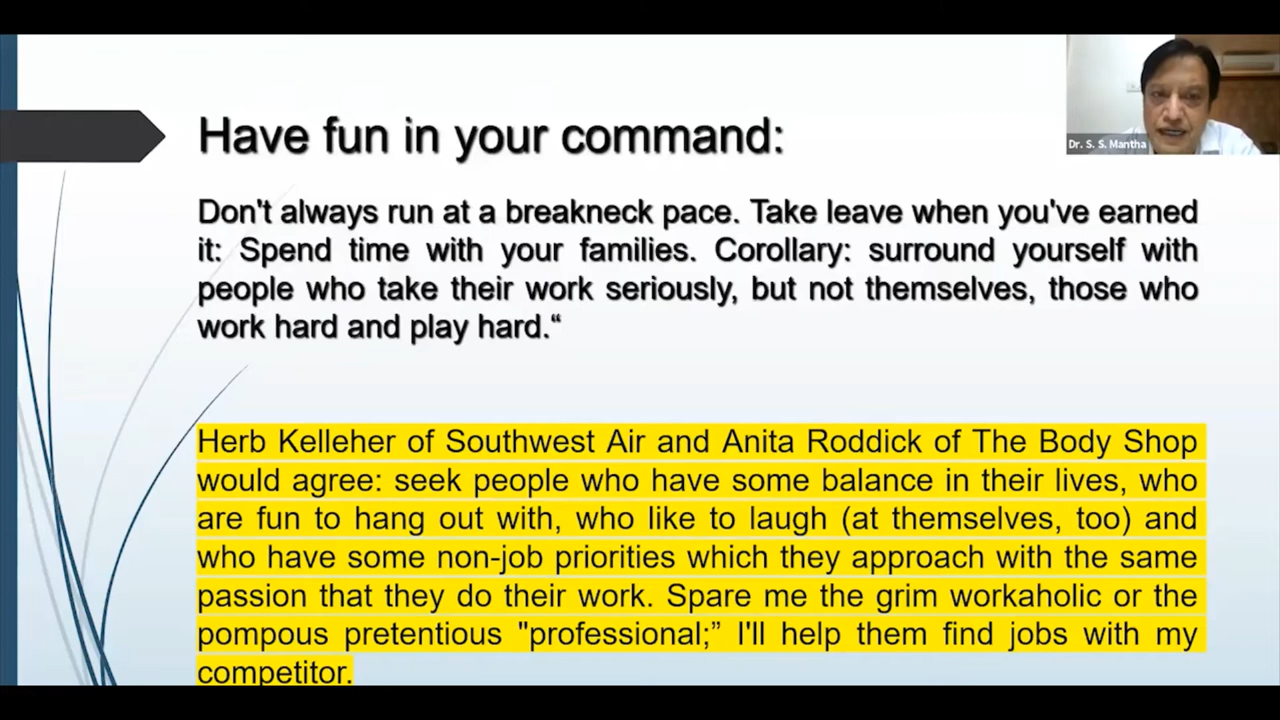 Have fun in your command:
Don't always run at a breakneck pace. Take leave when you've earned
it: Spend time with your families. Corollary: surround yourself with
people who take their work seriously, but not themselves, those who
work hard and play hard.“
Herb Kelleher of Southwest Air and Anita Roddick of The Body Shop
would agree: seek people who have some balance in their lives, who
are fun to hang out with, who like to laugh (at themselves, too) and
who have some non-job priorities which they approach with the same
passion that they do their work. Spare me the grim workaholic or the
pompous pretentious "professional;” I'll help them find jobs with my
competitor.
Dr. S. S. Mantha